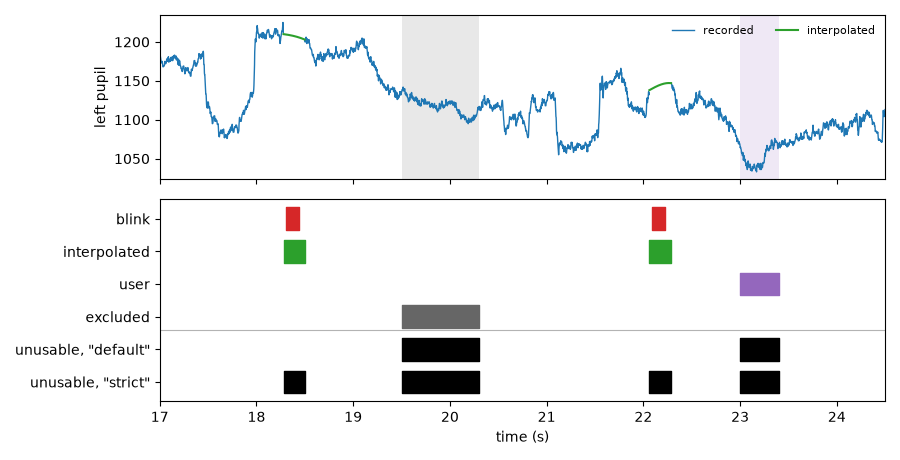 recorded interpolated
1200
1150
1100
1050
left pupil
blink
interpolated
user
excluded
unusable, "default"
unusable, "strict"
17 18 19 20 21 22 23 24
time (s)